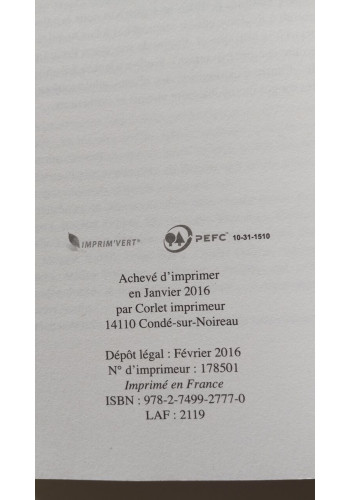 IMPRIM'VERT® PEFC™ 10-31-1510
Achevé d'imprimer
en Janvier 2016
par Corlet imprimeur
14110 Condé-sur-Noireau
Dépôt légal : Février 2016
N° d'imprimeur : 178501
Imprimé en France
ISBN : 978-2-7499-2777-0
LAF : 2119